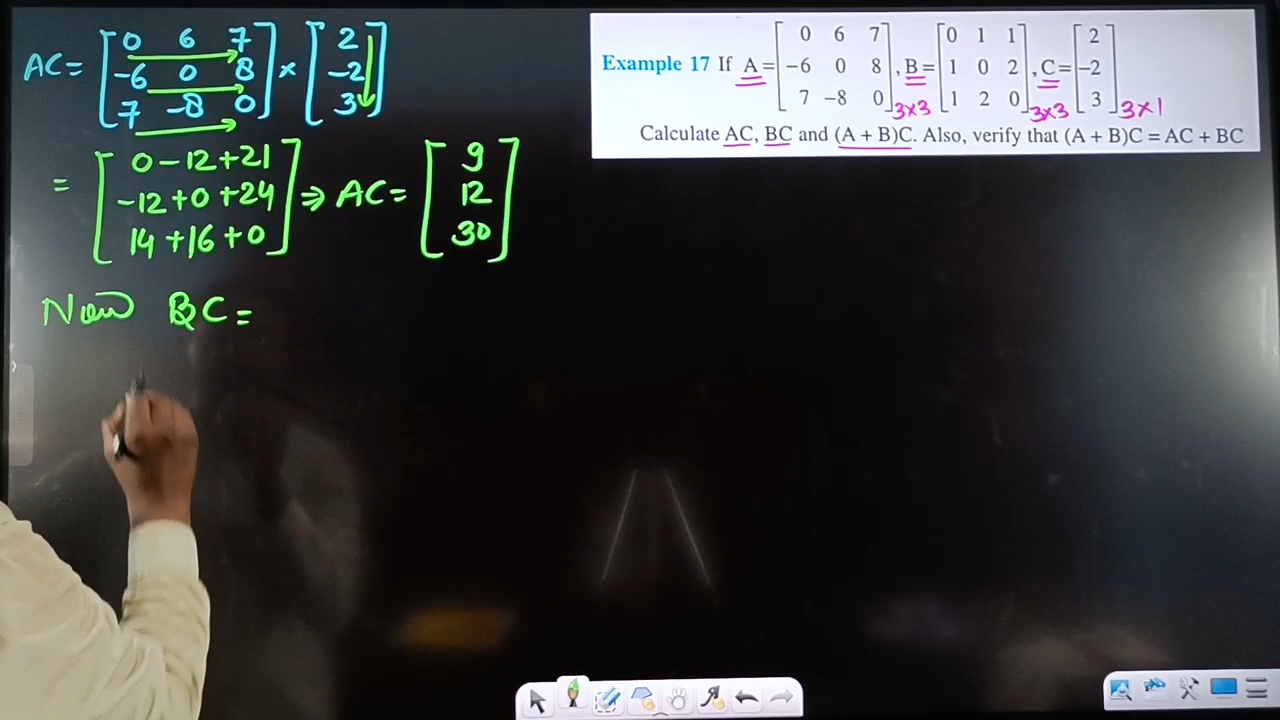 AC = [ 0 6 7 ] × [ 2 ]
[ -6 0 8 ] [ -2 ]
[ 7 -8 0 ] [ 3 ]
= [ 0 - 12 + 21 ] ⇒ AC = [ 9 ]
[ -12 + 0 + 24 ] [ 12 ]
[ 14 + 16 + 0 ] [ 30 ]
Now BC =
Example 17 If A = [ 0 6 7 ] , B = [ 0 1 1 ] , C = [ 2 ]
[ -6 0 8 ] [ 1 0 2 ] [ -2 ]
[ 7 -8 0 ] 3×3 [ 1 2 0 ] 3×3 [ 3 ] 3×1
Calculate AC, BC and (A + B)C. Also, verify that (A + B)C = AC + BC